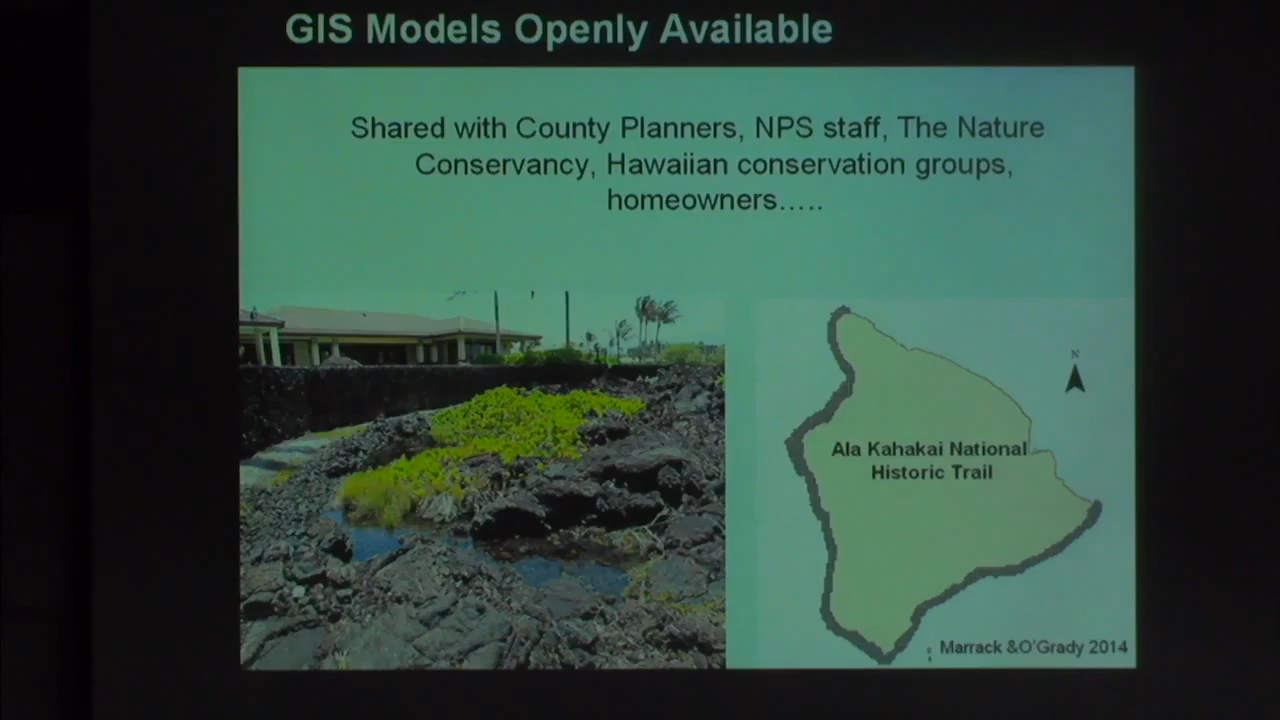 GIS Models Openly Available
Shared with County Planners, NPS staff, The Nature
Conservancy, Hawaiian conservation groups,
homeowners…..
N
Ala Kahakai National
Historic Trail
Marrack &O'Grady 2014